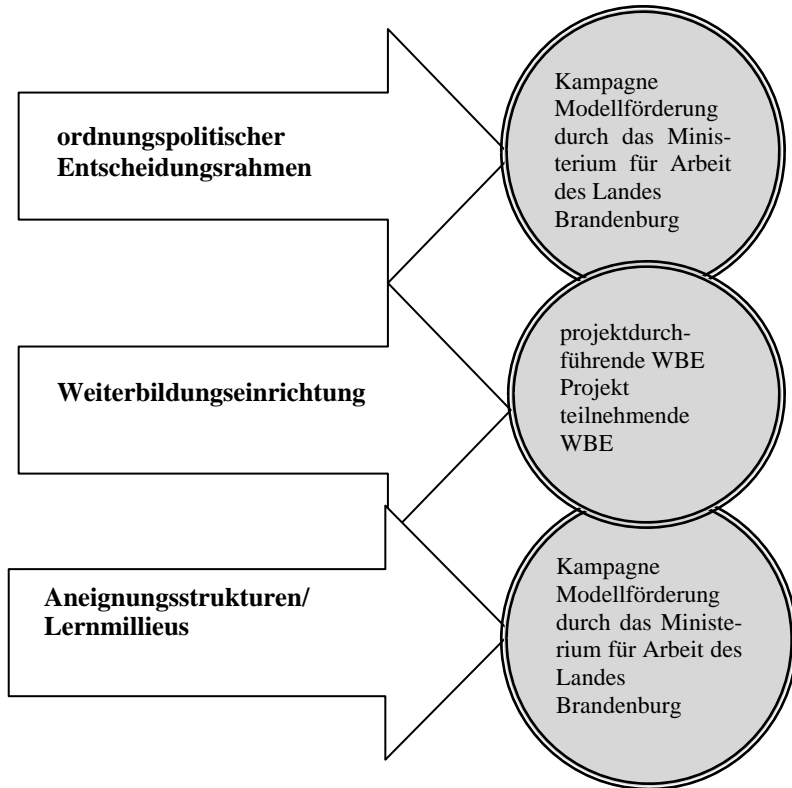 ordnungspolitischer
Entscheidungsrahmen
Kampagne
Modellförderung
durch das Minis-
terium für Arbeit
des Landes
Brandenburg
Weiterbildungseinrichtung
projektdurch-
führende WBE
Projekt
teilnehmende
WBE
Aneignungsstrukturen/
Lernmillieus
Kampagne
Modellförderung
durch das Ministe-
rium für Arbeit des
Landes
Brandenburg